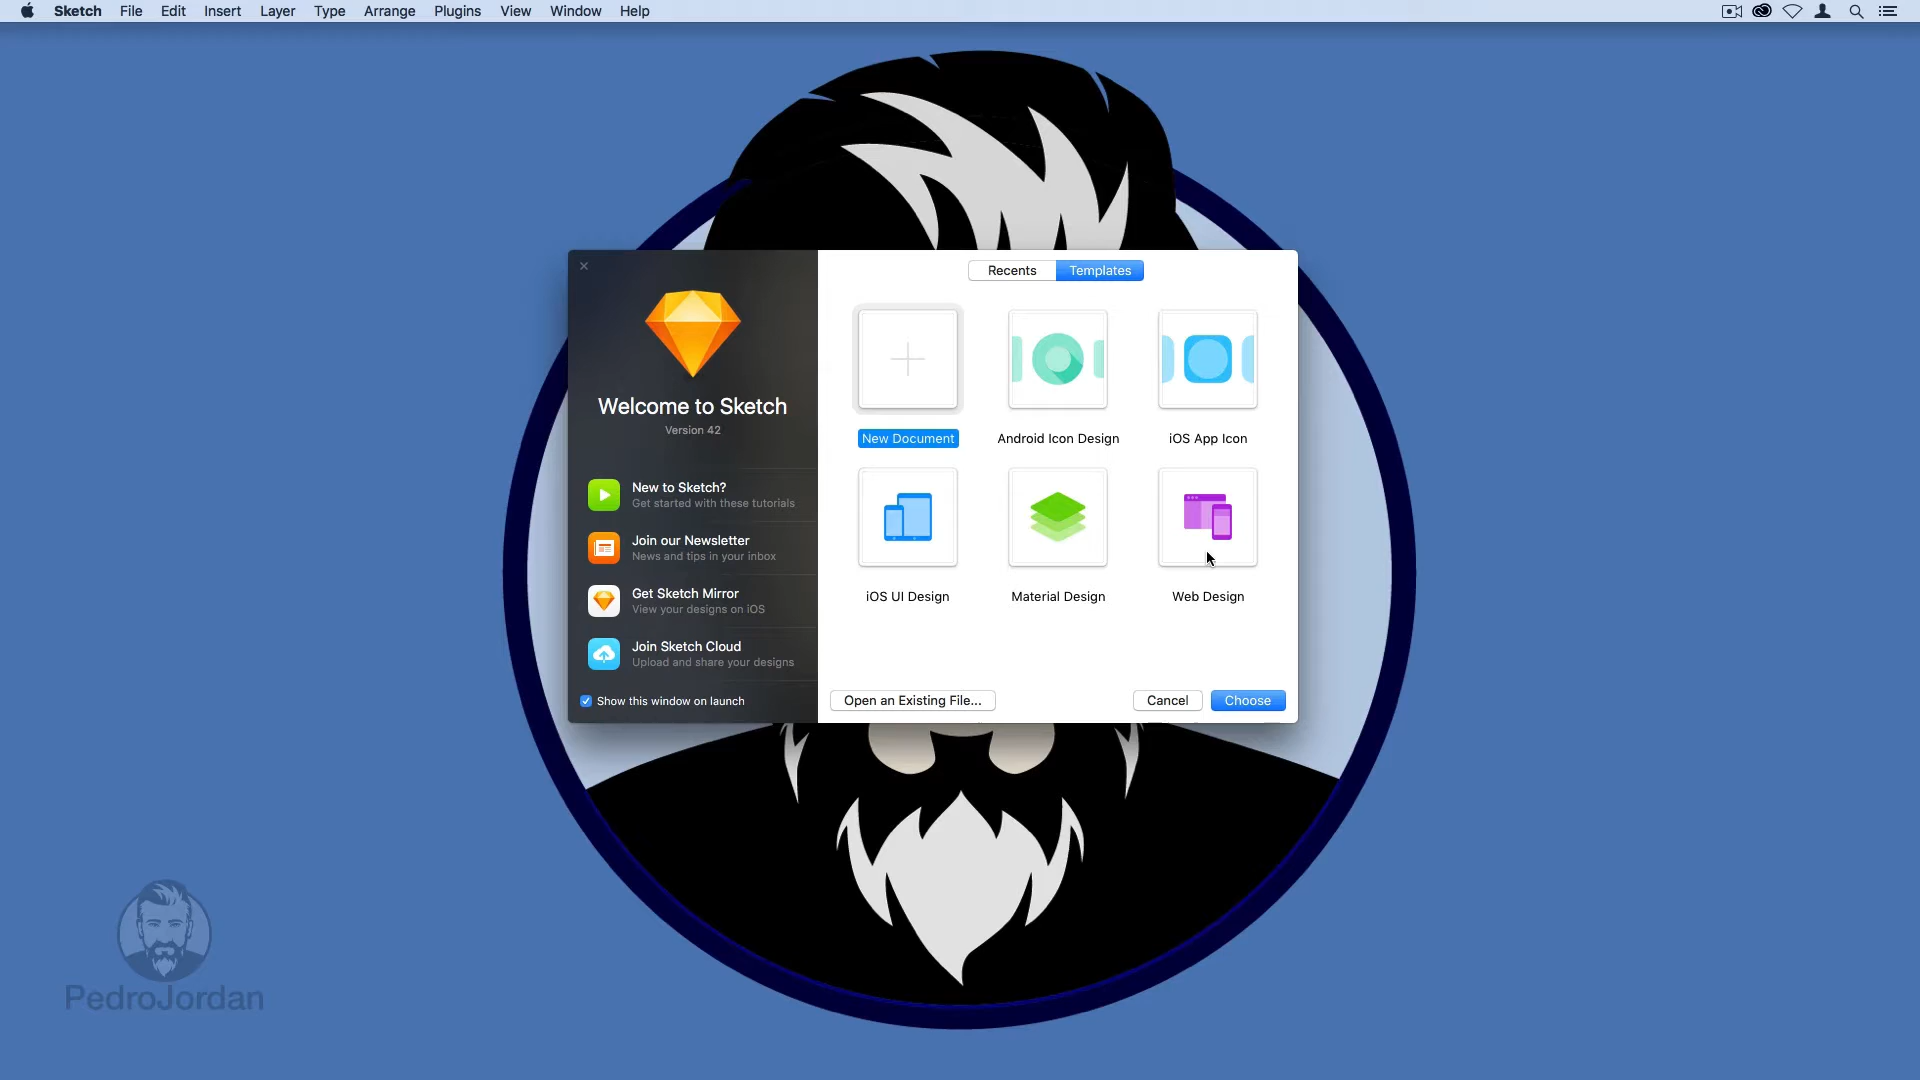 Sketch File Edit Insert Layer Type Arrange Plugins View Window Help
Recents Templates
Welcome to Sketch
Version 42
New to Sketch?
Get started with these tutorials
Join our Newsletter
News and tips in your inbox
Get Sketch Mirror
View your designs on iOS
Join Sketch Cloud
Upload and share your designs
Show this window on launch
New Document Android Icon Design iOS App Icon
iOS UI Design Material Design Web Design
Open an Existing File... Cancel Choose
PedroJordan